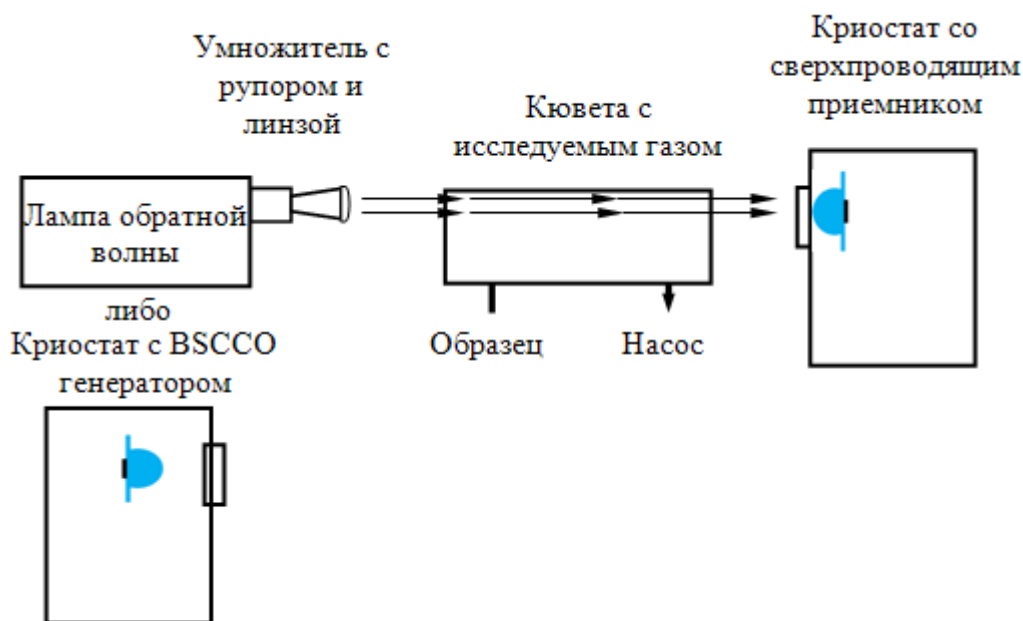 Умножитель с
рупором и
линзой
Криостат со
сверхпроводящим
приемником
Кювета с
исследуемым газом
Лампа обратной
волны
либо
Криостат с BSCCO
генератором
Образец
Насос